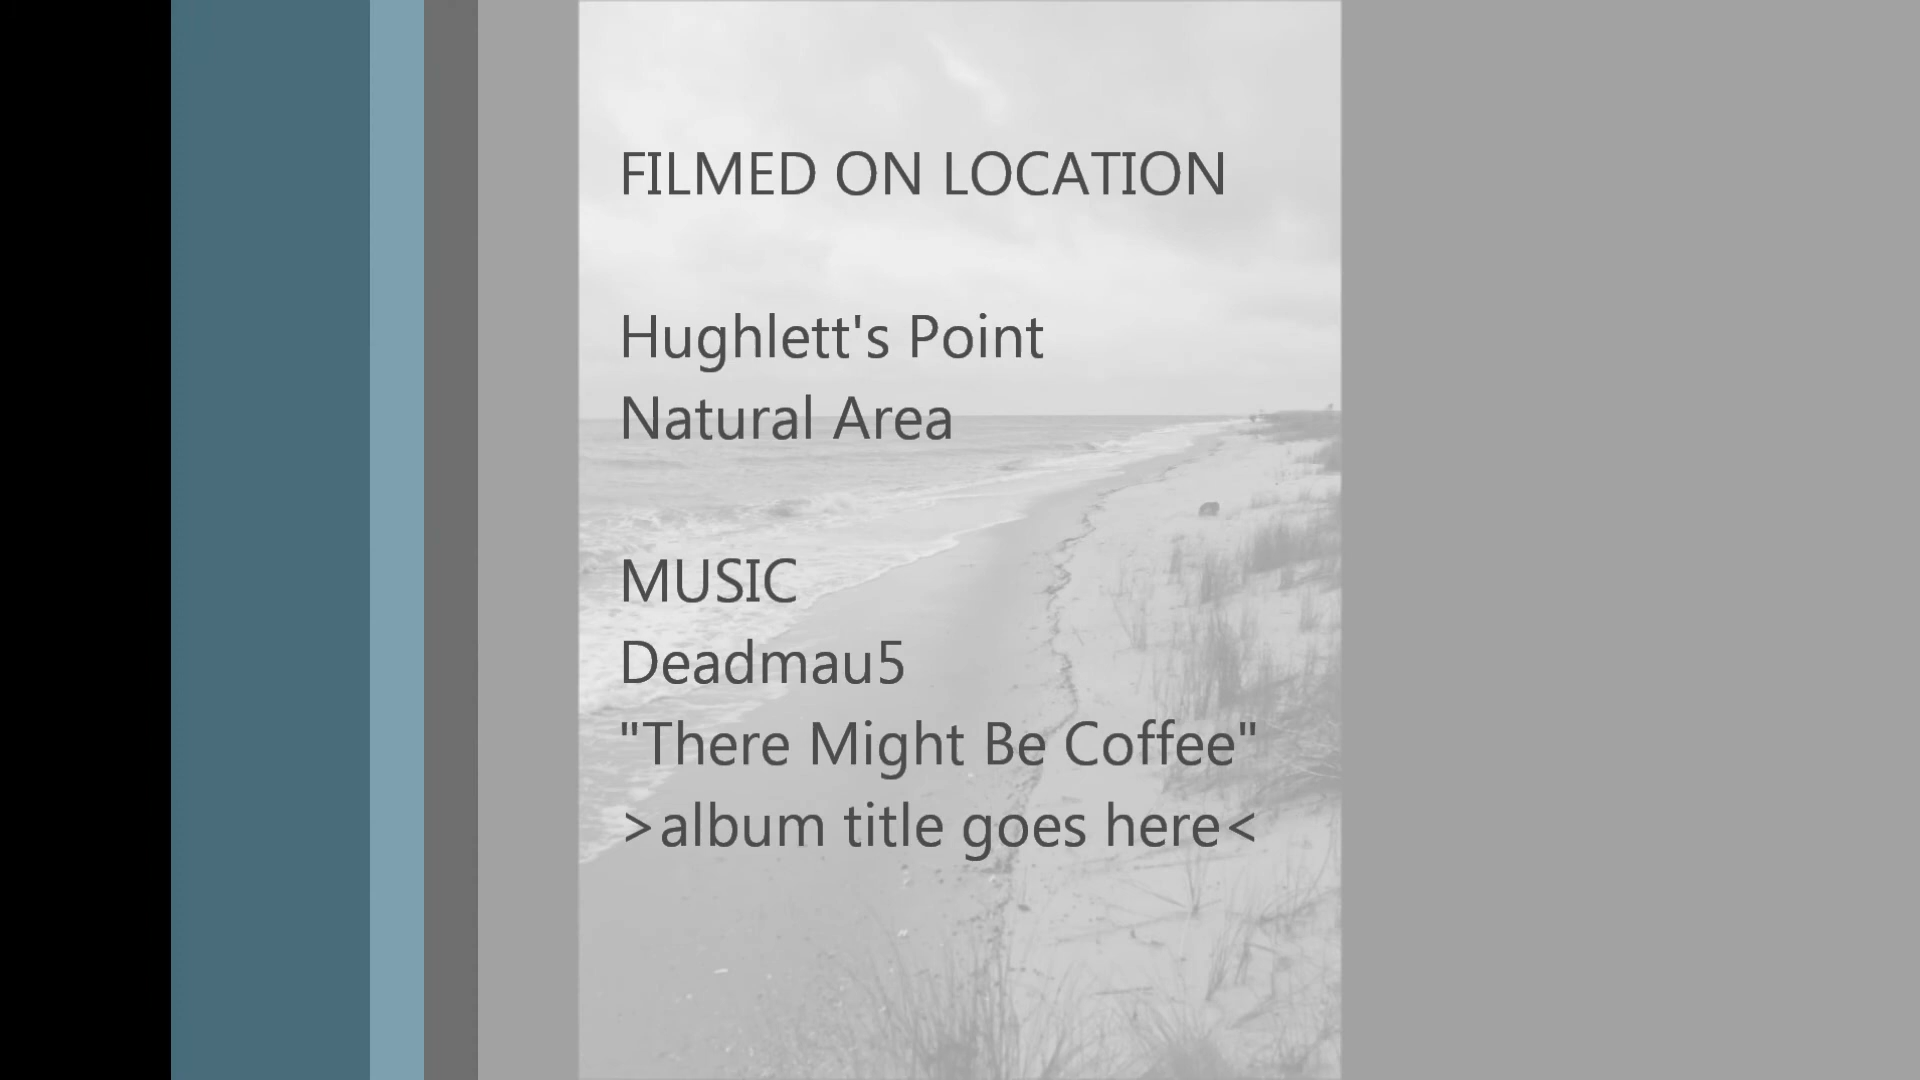 FILMED ON LOCATION
Hughlett's Point
Natural Area
MUSIC
Deadmau5
"There Might Be Coffee"
>album title goes here<